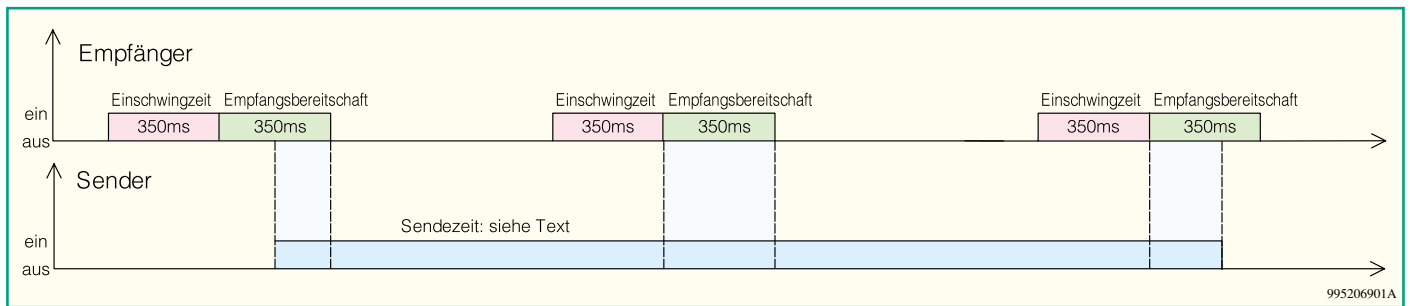 Empfänger
Einschwingzeit Empfangsbereitschaft Einschwingzeit Empfangsbereitschaft Einschwingzeit Empfangsbereitschaft
ein
350ms 350ms 350ms 350ms 350ms 350ms
aus
Sender
Sendezeit: siehe Text
ein
aus
995206901A